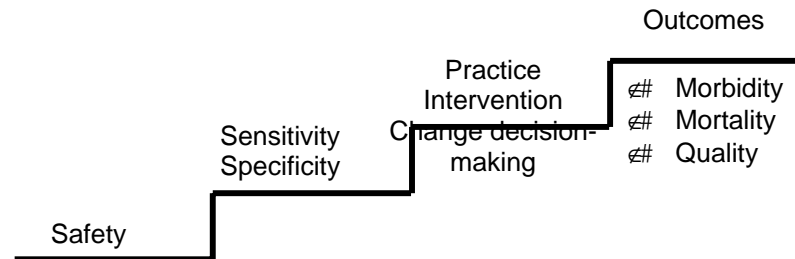 Outcomes
Practice
Intervention
Change decision-
making
∉# Morbidity
∉# Mortality
∉# Quality
Sensitivity
Specificity
Safety